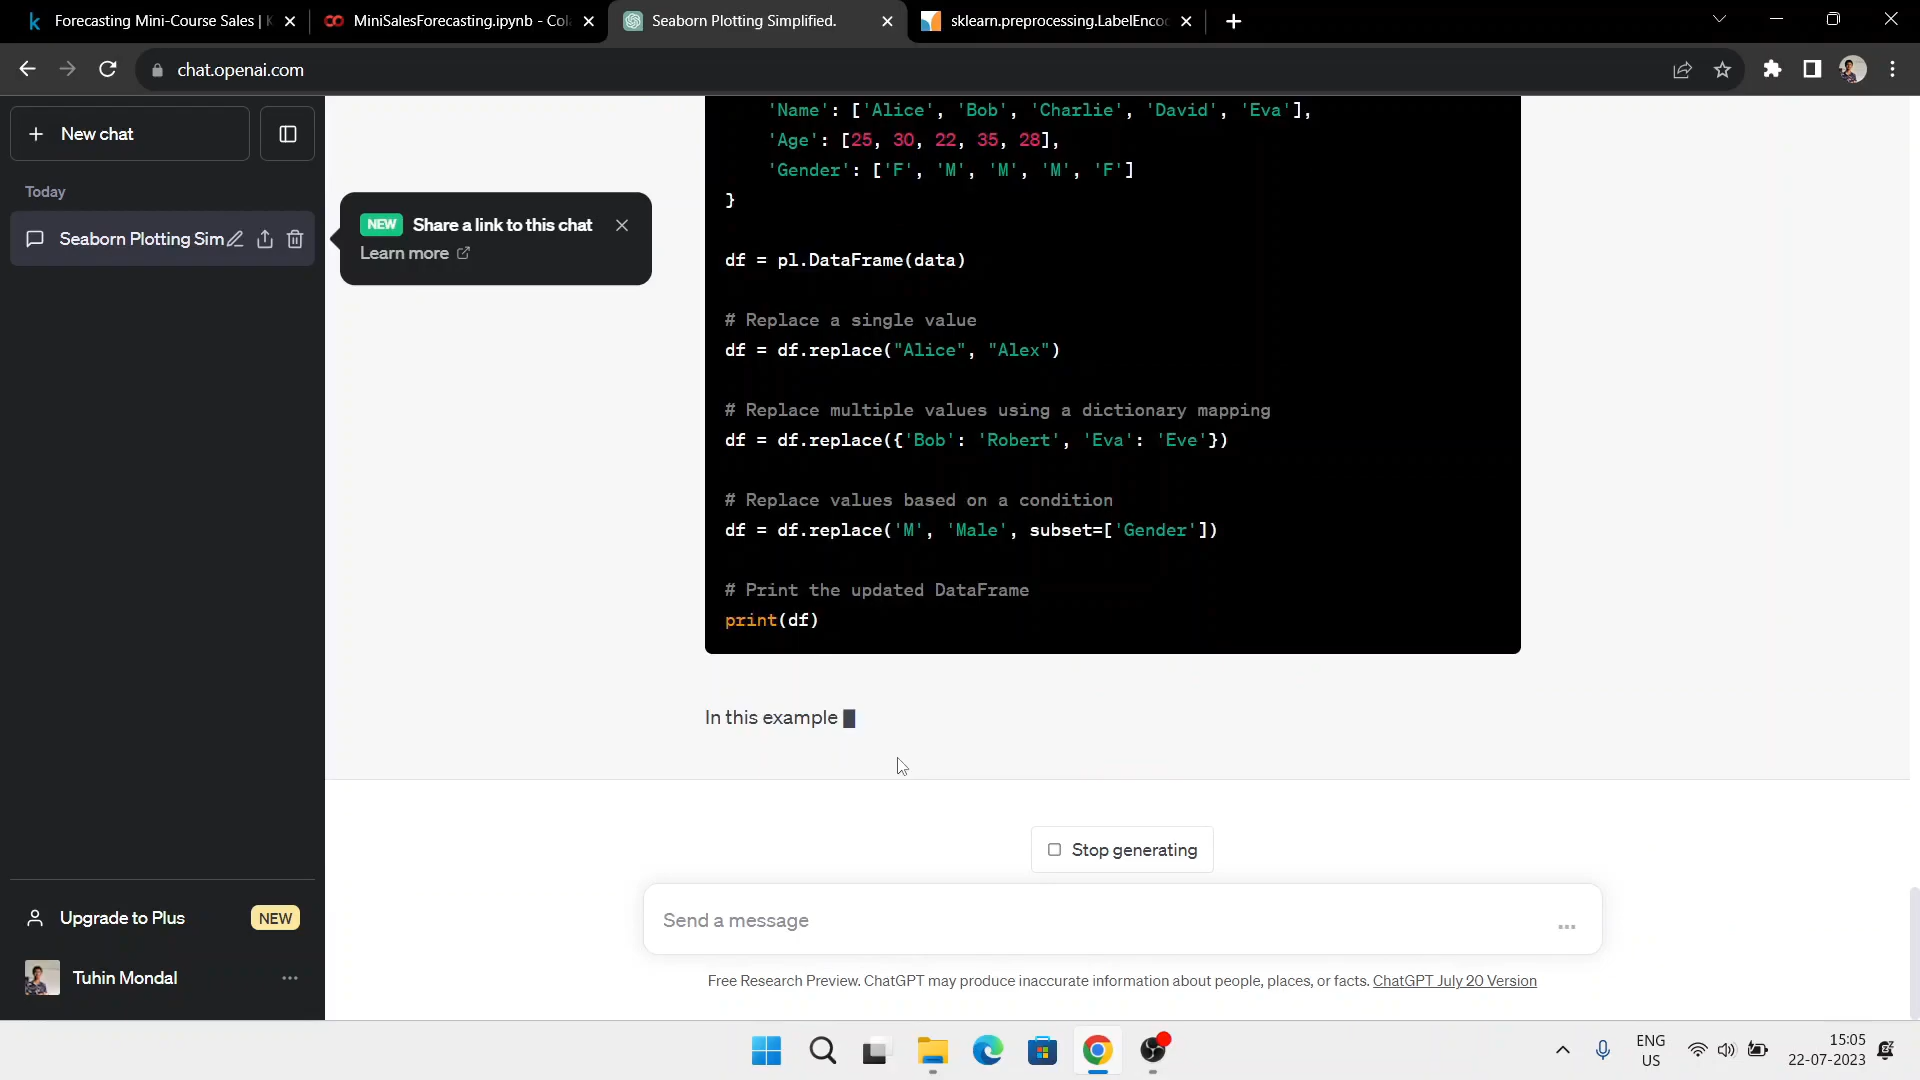 Forecasting Mini-Course Sales | K
MiniSalesForecasting.ipynb - Col
Seaborn Plotting Simplified.
sklearn.preprocessing.LabelEnco
chat.openai.com
New chat
Today
Seaborn Plotting Sim
NEW Share a link to this chat
Learn more
'Name': ['Alice', 'Bob', 'Charlie', 'David', 'Eva'],
'Age': [25, 30, 22, 35, 28],
'Gender': ['F', 'M', 'M', 'M', 'F']
}
df = pl.DataFrame(data)
# Replace a single value
df = df.replace("Alice", "Alex")
# Replace multiple values using a dictionary mapping
df = df.replace({'Bob': 'Robert', 'Eva': 'Eve'})
# Replace values based on a condition
df = df.replace('M', 'Male', subset=['Gender'])
# Print the updated DataFrame
print(df)
In this example
Stop generating
Send a message
Free Research Preview. ChatGPT may produce inaccurate information about people, places, or facts. ChatGPT July 20 Version
Upgrade to Plus NEW
Tuhin Mondal
ENG
US
15:05
22-07-2023